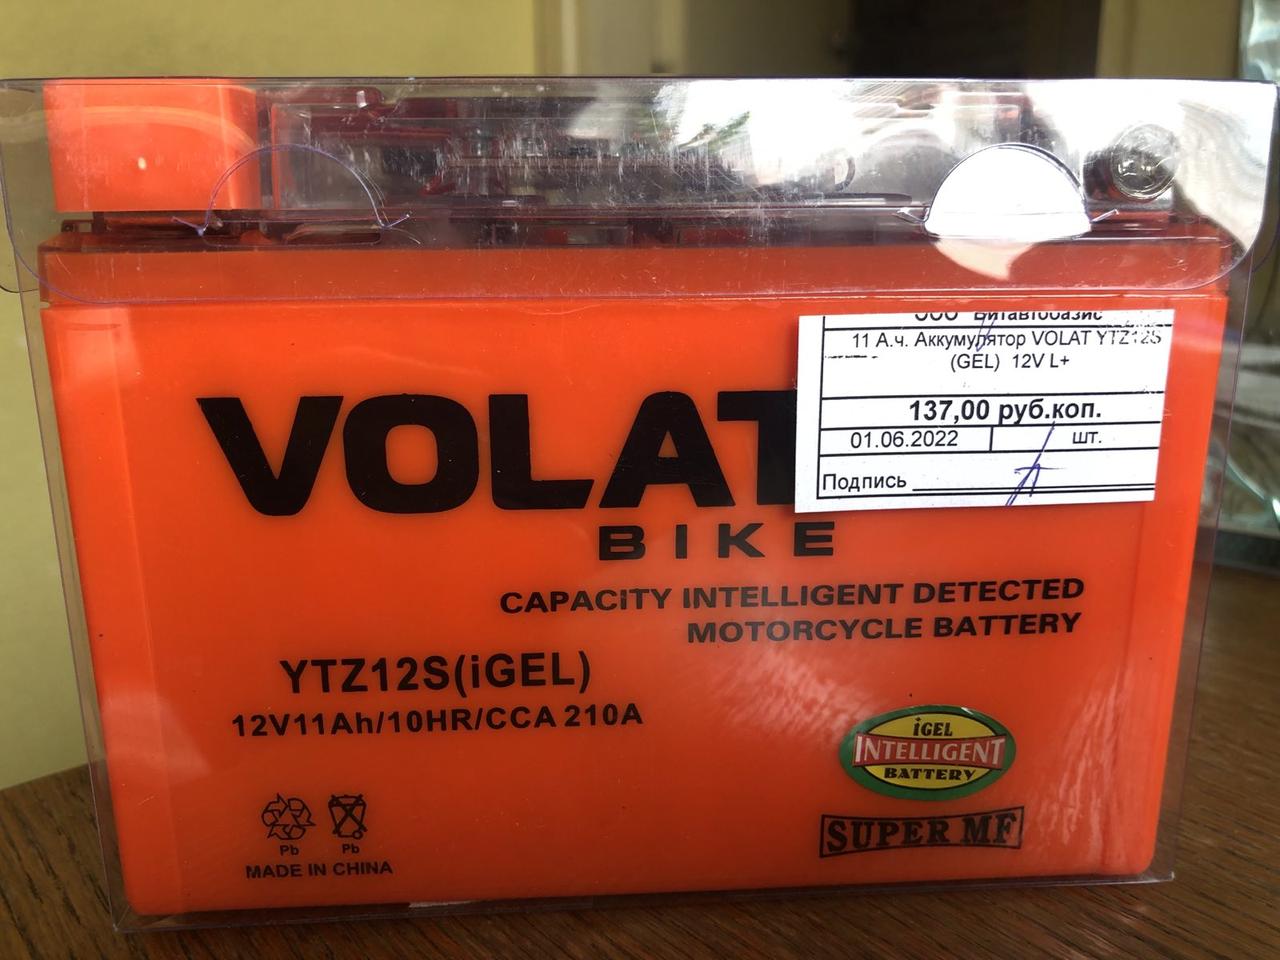 ООО Витавтобазис
11 А.ч. Аккумулятор VOLAT YTZ12S
(GEL) 12V L+
137,00 руб.коп.
01.06.2022 шт.
Подпись
VOLAT
BIKE
CAPACITY INTELLIGENT DETECTED
MOTORCYCLE BATTERY
YTZ12S(iGEL)
12V11Ah/10HR/CCA 210A
iGEL
INTELLIGENT
BATTERY
SUPER MF
Pb Pb
MADE IN CHINA